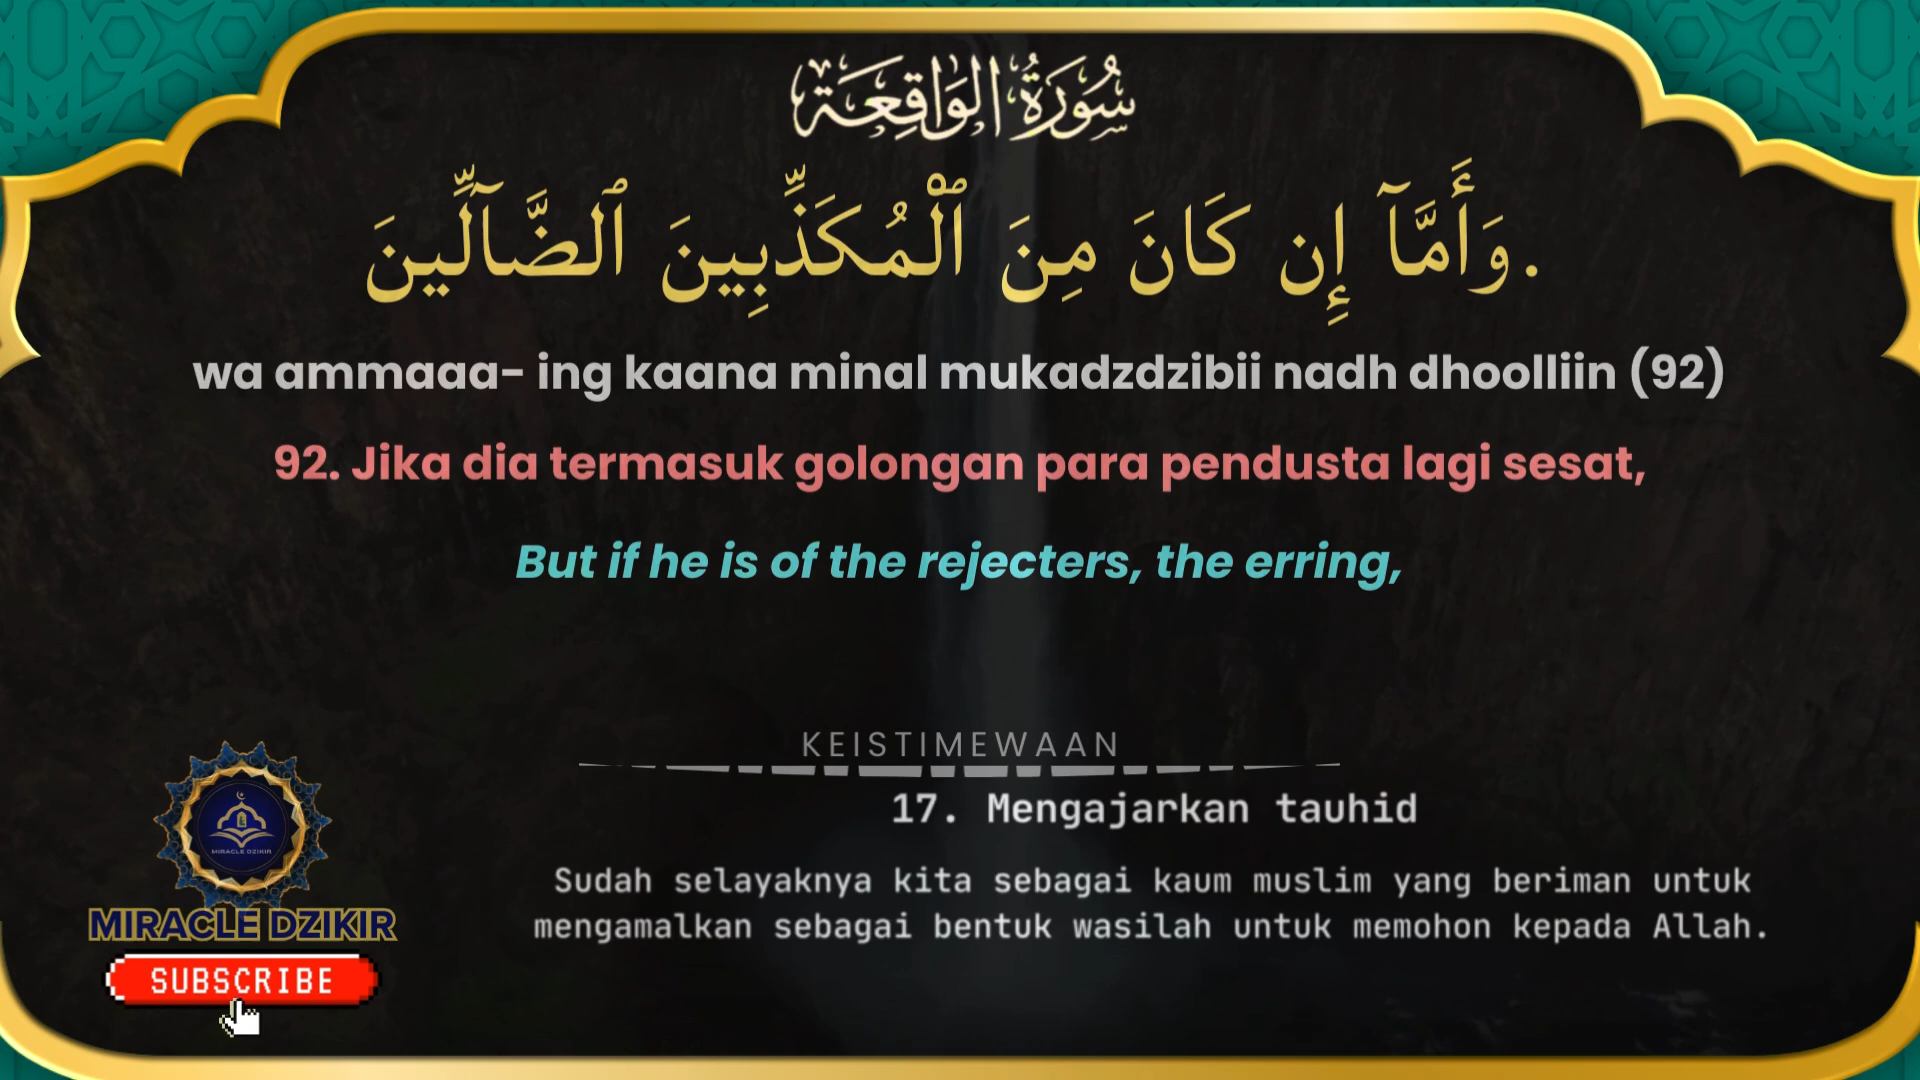 سُورَةُ الوَاقِعَةِ
وَأَمَّآ إِن كَانَ مِنَ ٱلْمُكَذِّبِينَ ٱلضَّآلِّينَ.
wa ammaaa- ing kaana minal mukadzdzibii nadh dhoolliin (92)
92. Jika dia termasuk golongan para pendusta lagi sesat,
But if he is of the rejecters, the erring,
KEISTIMEWAAN
17. Mengajarkan tauhid
Sudah selayaknya kita sebagai kaum muslim yang beriman untuk
mengamalkan sebagai bentuk wasilah untuk memohon kepada Allah.
MIRACLE DZIKIR
MIRACLE DZIKIR
SUBSCRIBE